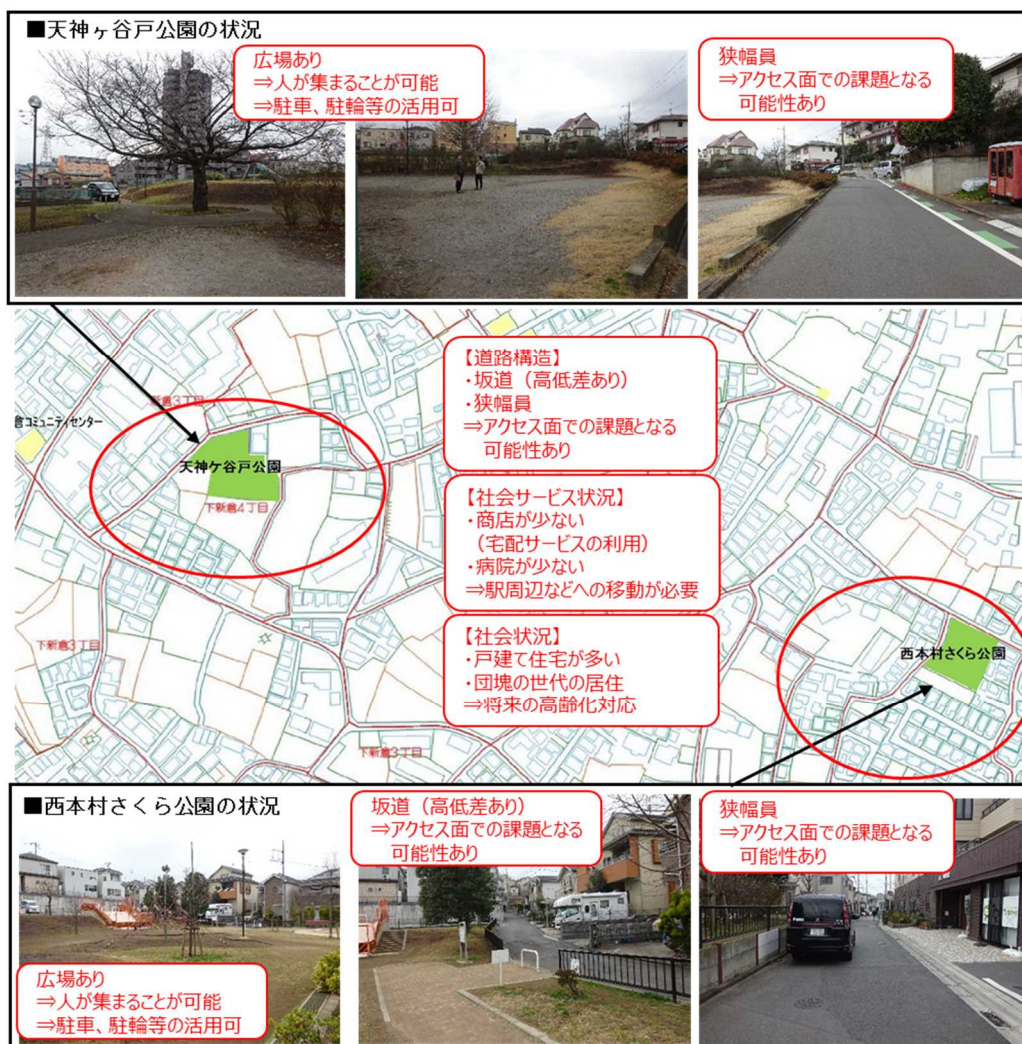 ■天神ヶ谷戸公園の状況
広場あり
⇒人が集まることが可能
⇒駐車、駐輪等の活用可
狭幅員
⇒アクセス面での課題となる
可能性あり
【道路構造】
・坂道（高低差あり）
・狭幅員
⇒アクセス面での課題となる
可能性あり
新倉3丁目
倉コミュニティセンター
天神ケ谷戸公園
下新倉4丁目
【社会サービス状況】
・商店が少ない
（宅配サービスの利用）
・病院が少ない
⇒駅周辺などへの移動が必要
【社会状況】
・戸建て住宅が多い
・団塊の世代の居住
⇒将来の高齢化対応
下新倉3丁目
西本村さくら公園
下新倉3丁目
■西本村さくら公園の状況
坂道（高低差あり）
⇒アクセス面での課題となる
可能性あり
狭幅員
⇒アクセス面での課題となる
可能性あり
広場あり
⇒人が集まることが可能
⇒駐車、駐輪等の活用可